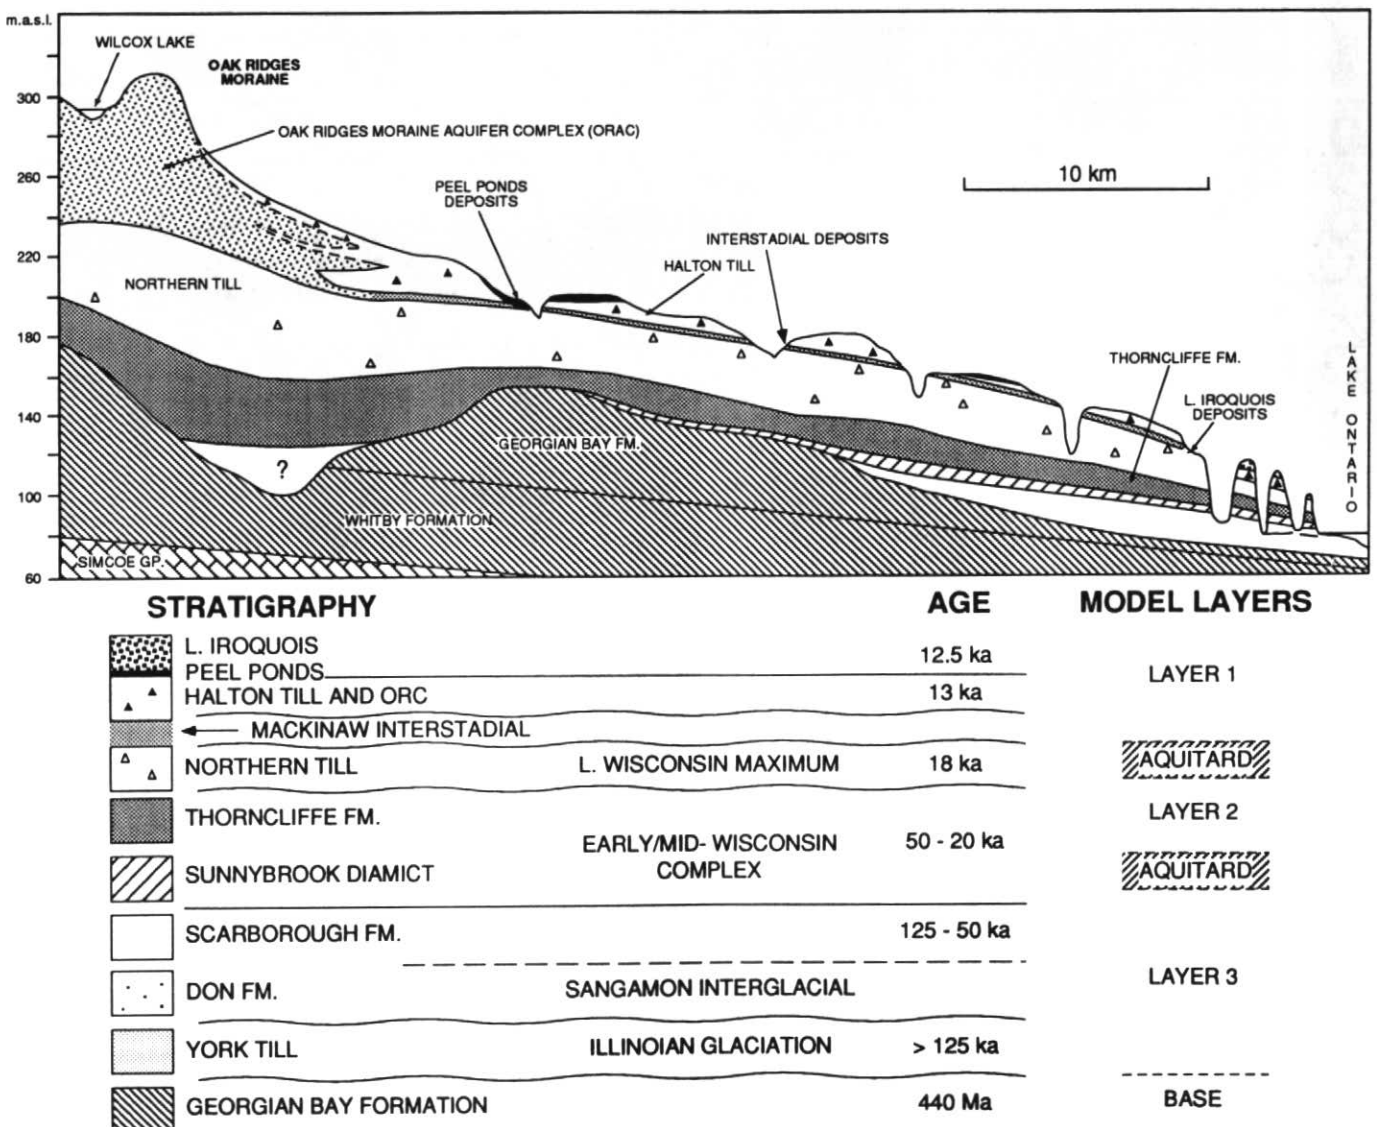 m.a.s.l.
WILCOX LAKE
OAK RIDGES
MORAINE
OAK RIDGES MORAINE AQUIFER COMPLEX (ORAC)
300
260
220
180
140
100
60
10 km
PEEL PONDS
DEPOSITS
INTERSTADIAL DEPOSITS
HALTON TILL
NORTHERN TILL
THORNCLIFFE FM.
L. IROQUOIS
DEPOSITS
LAKE ONTARIO
GEORGIAN BAY FM.
?
WHITBY FORMATION
SIMCOE GP.
STRATIGRAPHY AGE MODEL LAYERS
L. IROQUOIS
PEEL PONDS 12.5 ka LAYER 1
HALTON TILL AND ORC 13 ka
MACKINAW INTERSTADIAL
NORTHERN TILL L. WISCONSIN MAXIMUM 18 ka AQUITARD
THORNCLIFFE FM. LAYER 2
EARLY/MID- WISCONSIN 50 - 20 ka
COMPLEX
SUNNYBROOK DIAMICT AQUITARD
SCARBOROUGH FM. 125 - 50 ka
LAYER 3
DON FM. SANGAMON INTERGLACIAL
YORK TILL ILLINOIAN GLACIATION > 125 ka
GEORGIAN BAY FORMATION 440 Ma BASE